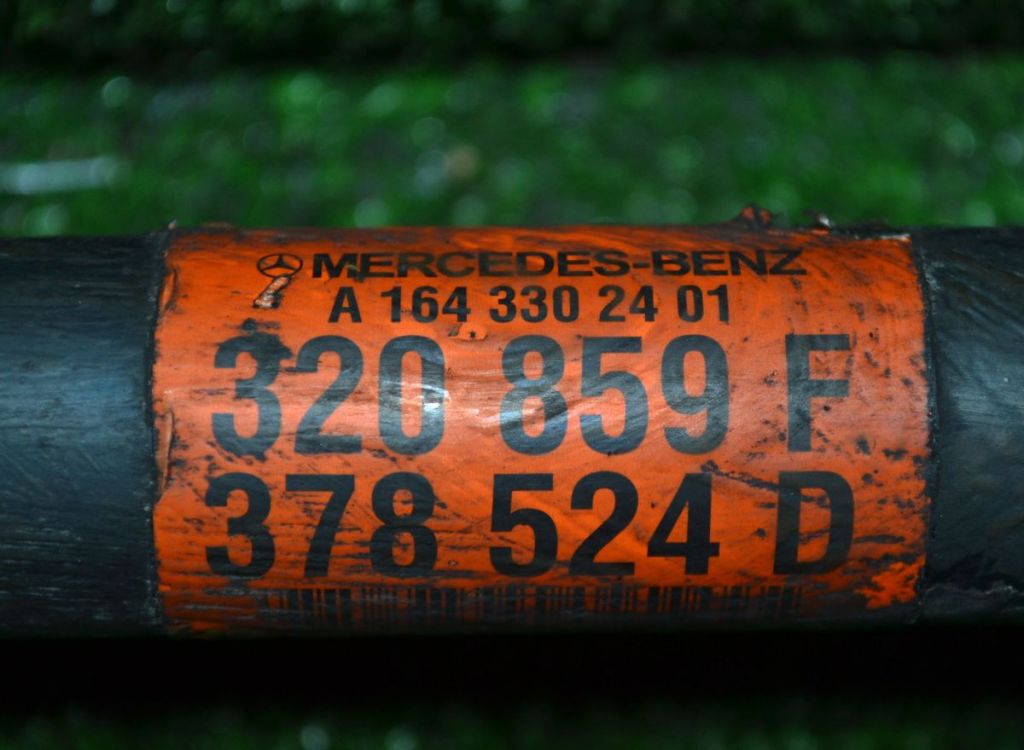 MERCEDES-BENZ
A 164 330 24 01
320 859 F
378 524 D